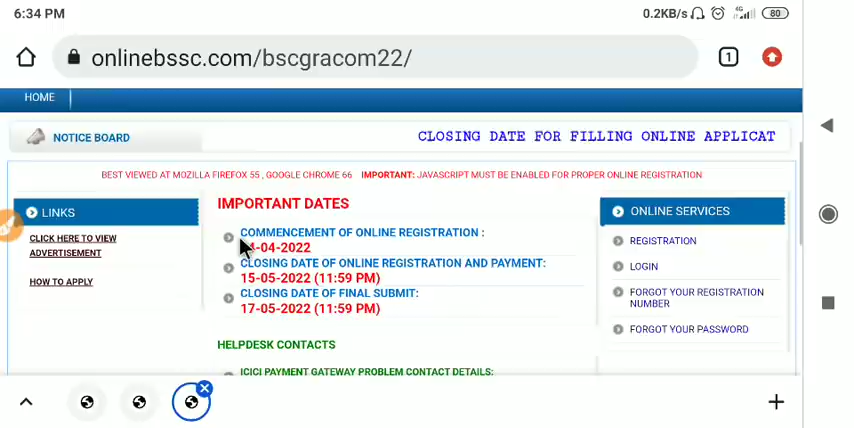 6:34 PM
0.2KB/s 4G 80
onlinebssc.com/bscgracom22/
1
HOME
NOTICE BOARD
CLOSING DATE FOR FILLING ONLINE APPLICAT
BEST VIEWED AT MOZILLA FIREFOX 55 , GOOGLE CHROME 66 IMPORTANT: JAVASCRIPT MUST BE ENABLED FOR PROPER ONLINE REGISTRATION
LINKS
CLICK HERE TO VIEW
ADVERTISEMENT
HOW TO APPLY
IMPORTANT DATES
COMMENCEMENT OF ONLINE REGISTRATION :
4-04-2022
CLOSING DATE OF ONLINE REGISTRATION AND PAYMENT:
15-05-2022 (11:59 PM)
CLOSING DATE OF FINAL SUBMIT:
17-05-2022 (11:59 PM)
HELPDESK CONTACTS
ICICI PAYMENT GATEWAY PROBLEM CONTACT DETAILS:
ONLINE SERVICES
REGISTRATION
LOGIN
FORGOT YOUR REGISTRATION
NUMBER
FORGOT YOUR PASSWORD